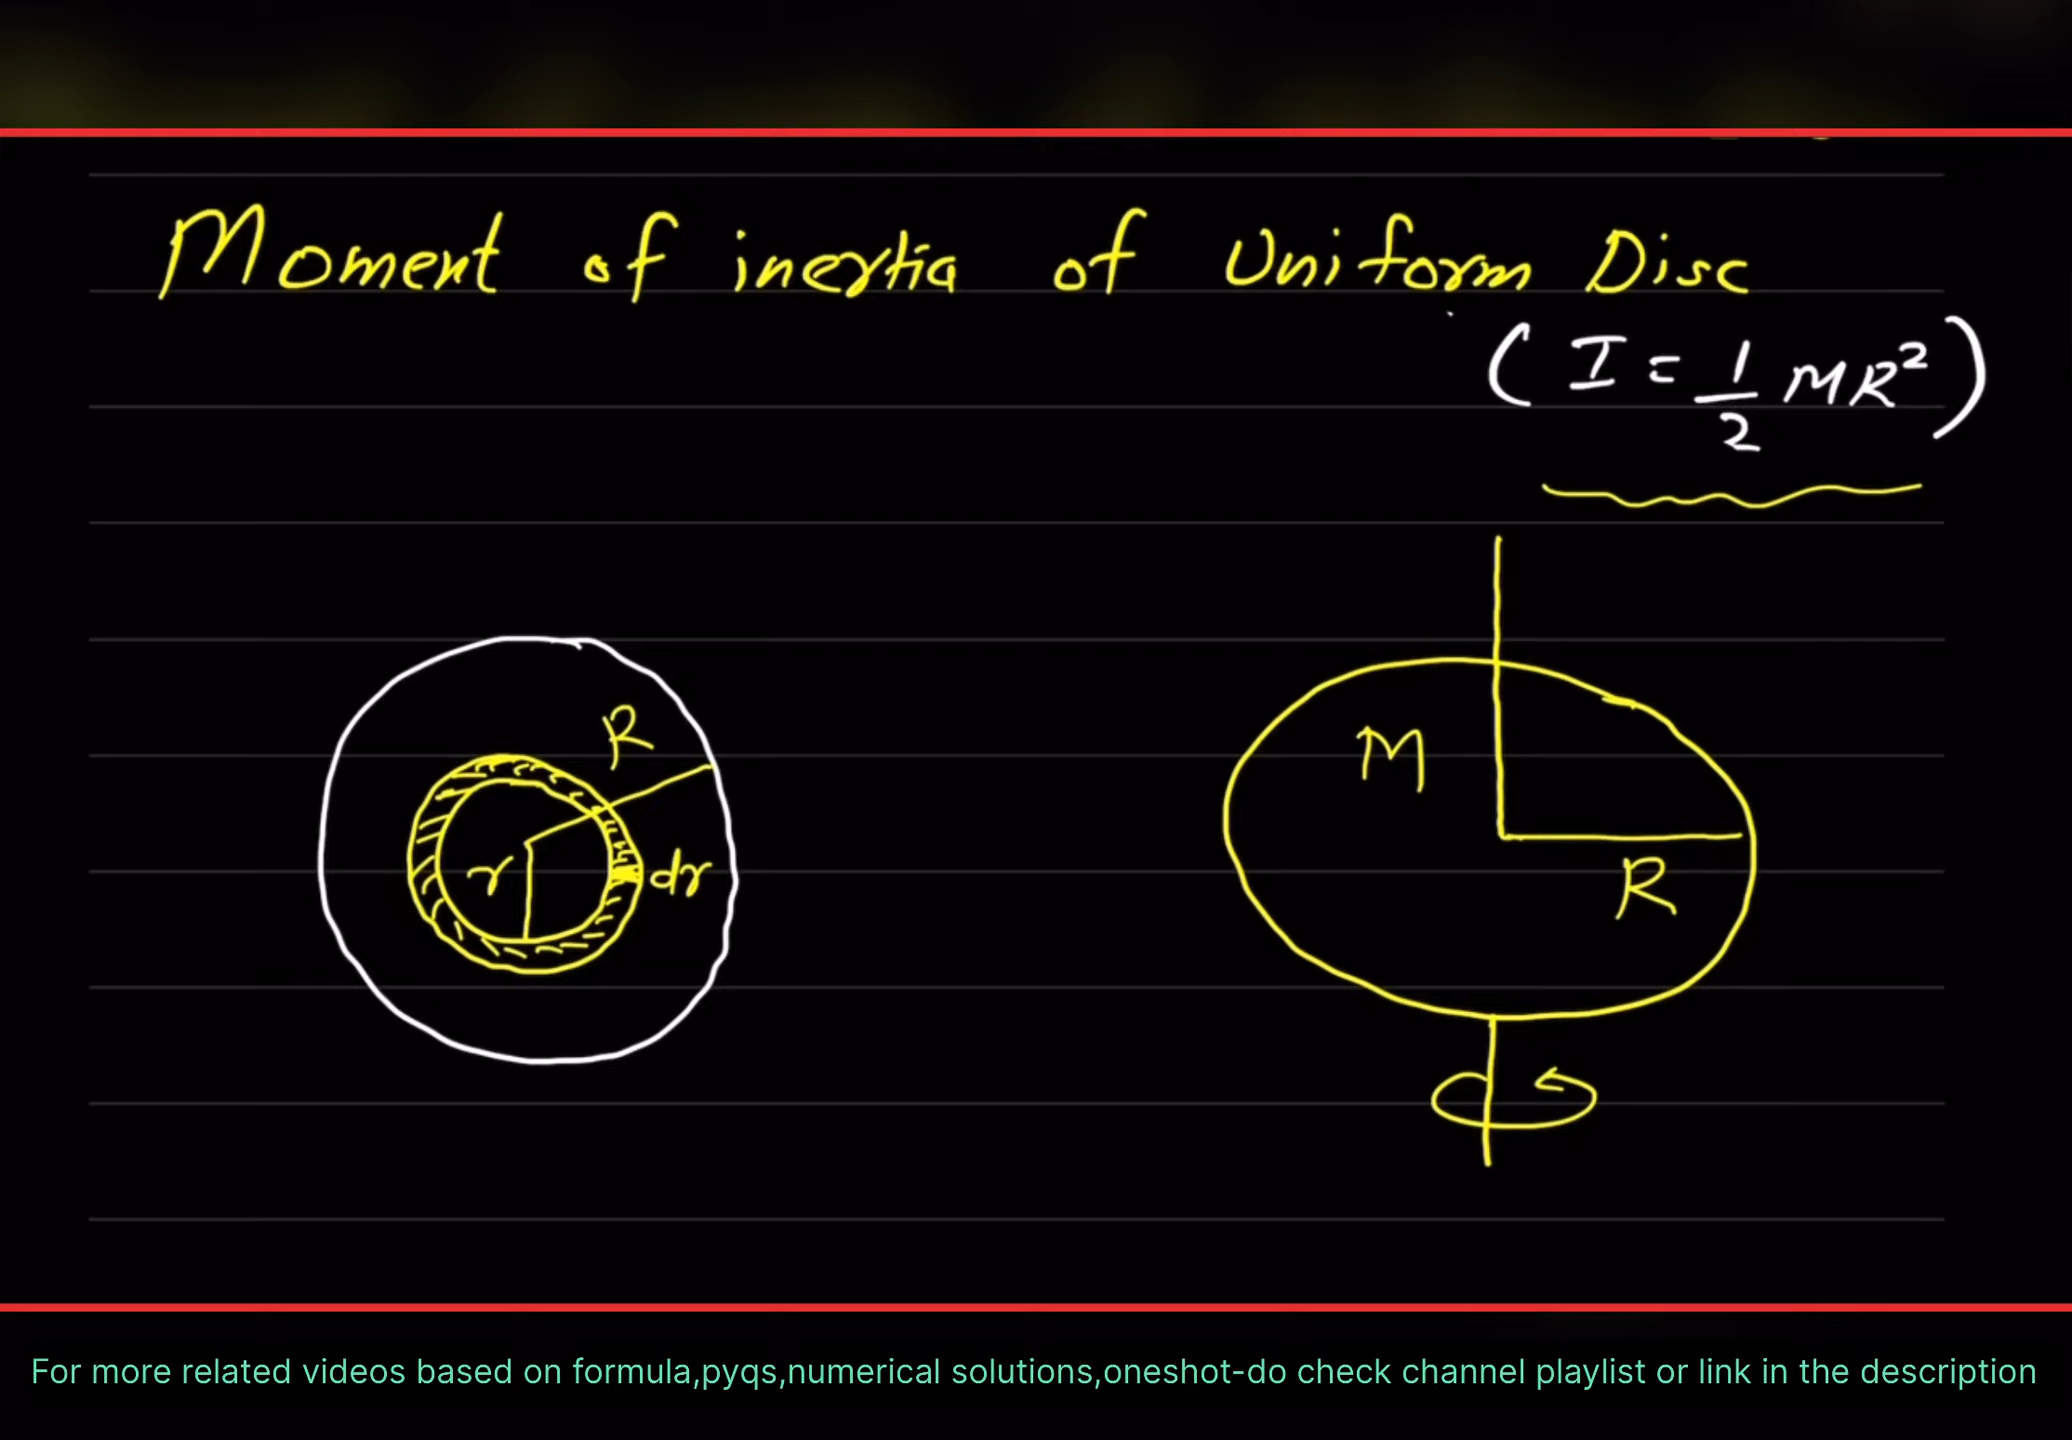 Moment of inertia of Uniform Disc
( I = 1/2 MR² )
R
r
dr
M
R
For more related videos based on formula,pyqs,numerical solutions,oneshot-do check channel playlist or link in the description